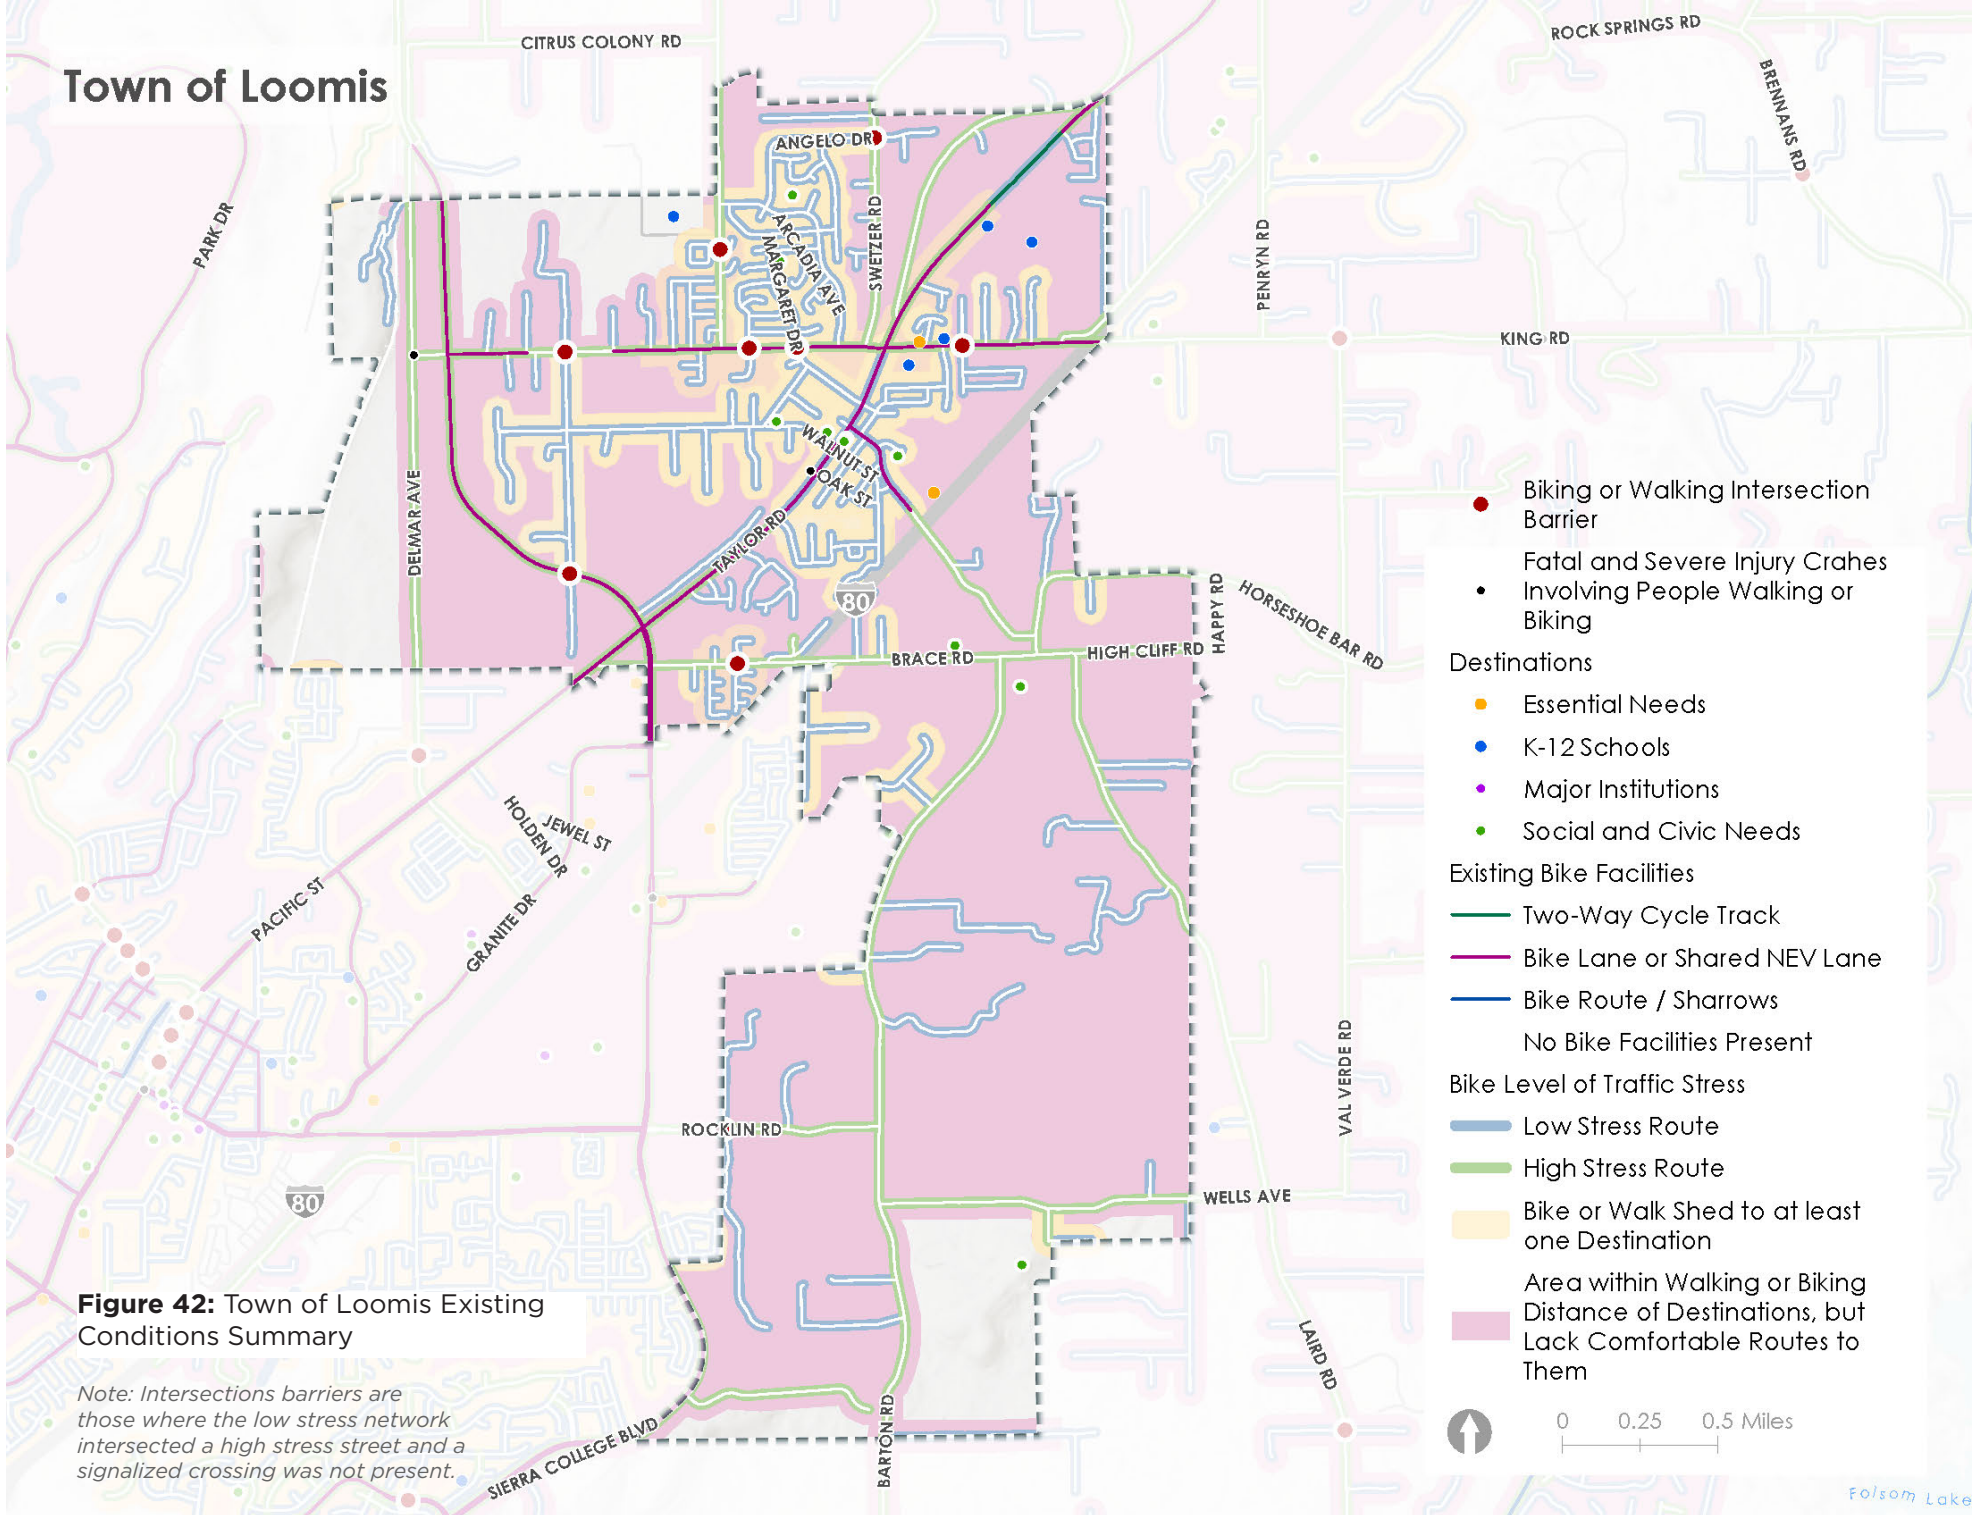 Town of Loomis
CITRUS COLONY RD
ROCK SPRINGS RD
BRENNANS RD
PARK DR
ANGELO DR
SWETZER RD
ARCADIA AVE
MARGARET DR
PENRYN RD
KING RD
WALNUT ST
OAK ST
DELMAR AVE
TAYLOR RD
80
HAPPY RD
HORSESHOE BAR RD
BRACE RD
HIGH CLIFF RD
HOLDEN DR
JEWEL ST
PACIFIC ST
GRANITE DR
VAL VERDE RD
ROCKLIN RD
80
WELLS AVE
LAIRD RD
BARTON RD
SIERRA COLLEGE BLVD
Folsom Lake
Biking or Walking Intersection
Barrier
Fatal and Severe Injury Crahes
Involving People Walking or
Biking
Destinations
Essential Needs
K-12 Schools
Major Institutions
Social and Civic Needs
Existing Bike Facilities
Two-Way Cycle Track
Bike Lane or Shared NEV Lane
Bike Route / Sharrows
No Bike Facilities Present
Bike Level of Traffic Stress
Low Stress Route
High Stress Route
Bike or Walk Shed to at least
one Destination
Area within Walking or Biking
Distance of Destinations, but
Lack Comfortable Routes to
Them
0 0.25 0.5 Miles
Figure 42: Town of Loomis Existing
Conditions Summary
Note: Intersections barriers are
those where the low stress network
intersected a high stress street and a
signalized crossing was not present.